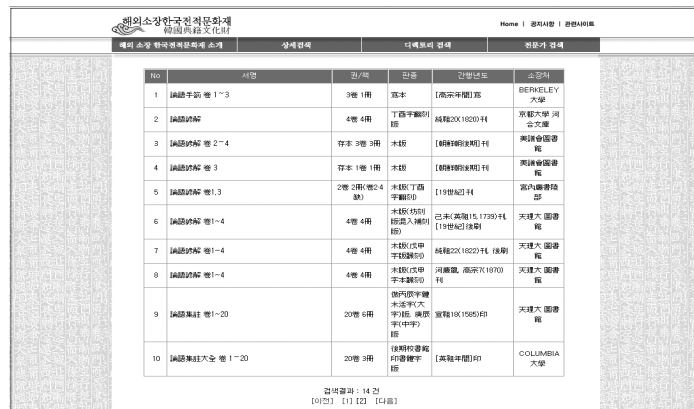 해외소장한국전적문화재
韓國典籍文化財
Home | 공지사항 | 관련사이트
해외 소장 한국전적문화재 소개 상세검색 디렉토리 검색 전문가 검색
No 서명 권/책 판종 간행년도 소장처
1 論語手箚 卷 1~3 3卷 1冊 寫本 [高宗年間]寫 BERKELEY
大學
2 論語諺解 4卷 4冊 丁酉字飜刻
版 純祖20(1820)刊 京都大學 河
合文庫
3 論語諺解 卷 2~4 存本 3卷 3冊 木版 [朝鮮朝後期]刊 美議會圖書
館
4 論語諺解 卷 3 存本 1卷 1冊 木版 [朝鮮朝後期]刊 美議會圖書
館
5 論語諺解 卷1,3 2卷 2冊(卷2-4
缺) 木版(丁酉
字飜刻) [19世紀]刊 宮內廳書陵
部
6 論語諺解 卷1~4 4卷 4冊 木版(坊刻
版混入補刻
版) 己未(英祖15,1739)刊,
[19世紀]後刷 天理大 圖書
館
7 論語諺解 卷1~4 4卷 4冊 木版(戊申
字版飜刻) 純祖22(1822)刊, 後刷 天理大 圖書
館
8 論語諺解 卷1~4 4卷 4冊 木版(戊申
字本飜刻) 河慶龍, 高宗7(1870)
刊 天理大 圖書
館
9 論語集註 卷1~20 20卷 6冊 倣丙辰字體
木活字(大
字)版, 庚辰
字(中字)
版 宣祖18(1585)印 天理大 圖書
館
10 論語集註大全 卷 1~20 20卷 3冊 後期校書館
印書體字
版 [英祖年間]印 COLUMBIA
大學
검색결과 : 14 건
[이전] [1] [2] [다음]